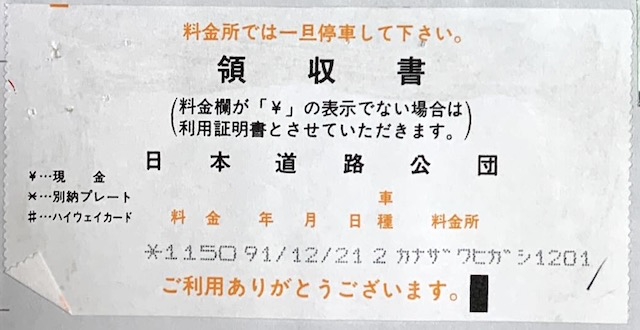 料金所では一旦停車して下さい。
領 収 書
(料金欄が「¥」の表示でない場合は
利用証明書とさせていただきます。)
日 本 道 路 公 団
¥…現 金
*…別納プレート
#…ハイウェイカード
料 金 年 月 日 車種 料金所
*1150 91/12/21 2 カナザワヒガシ1201
ご利用ありがとうございます。